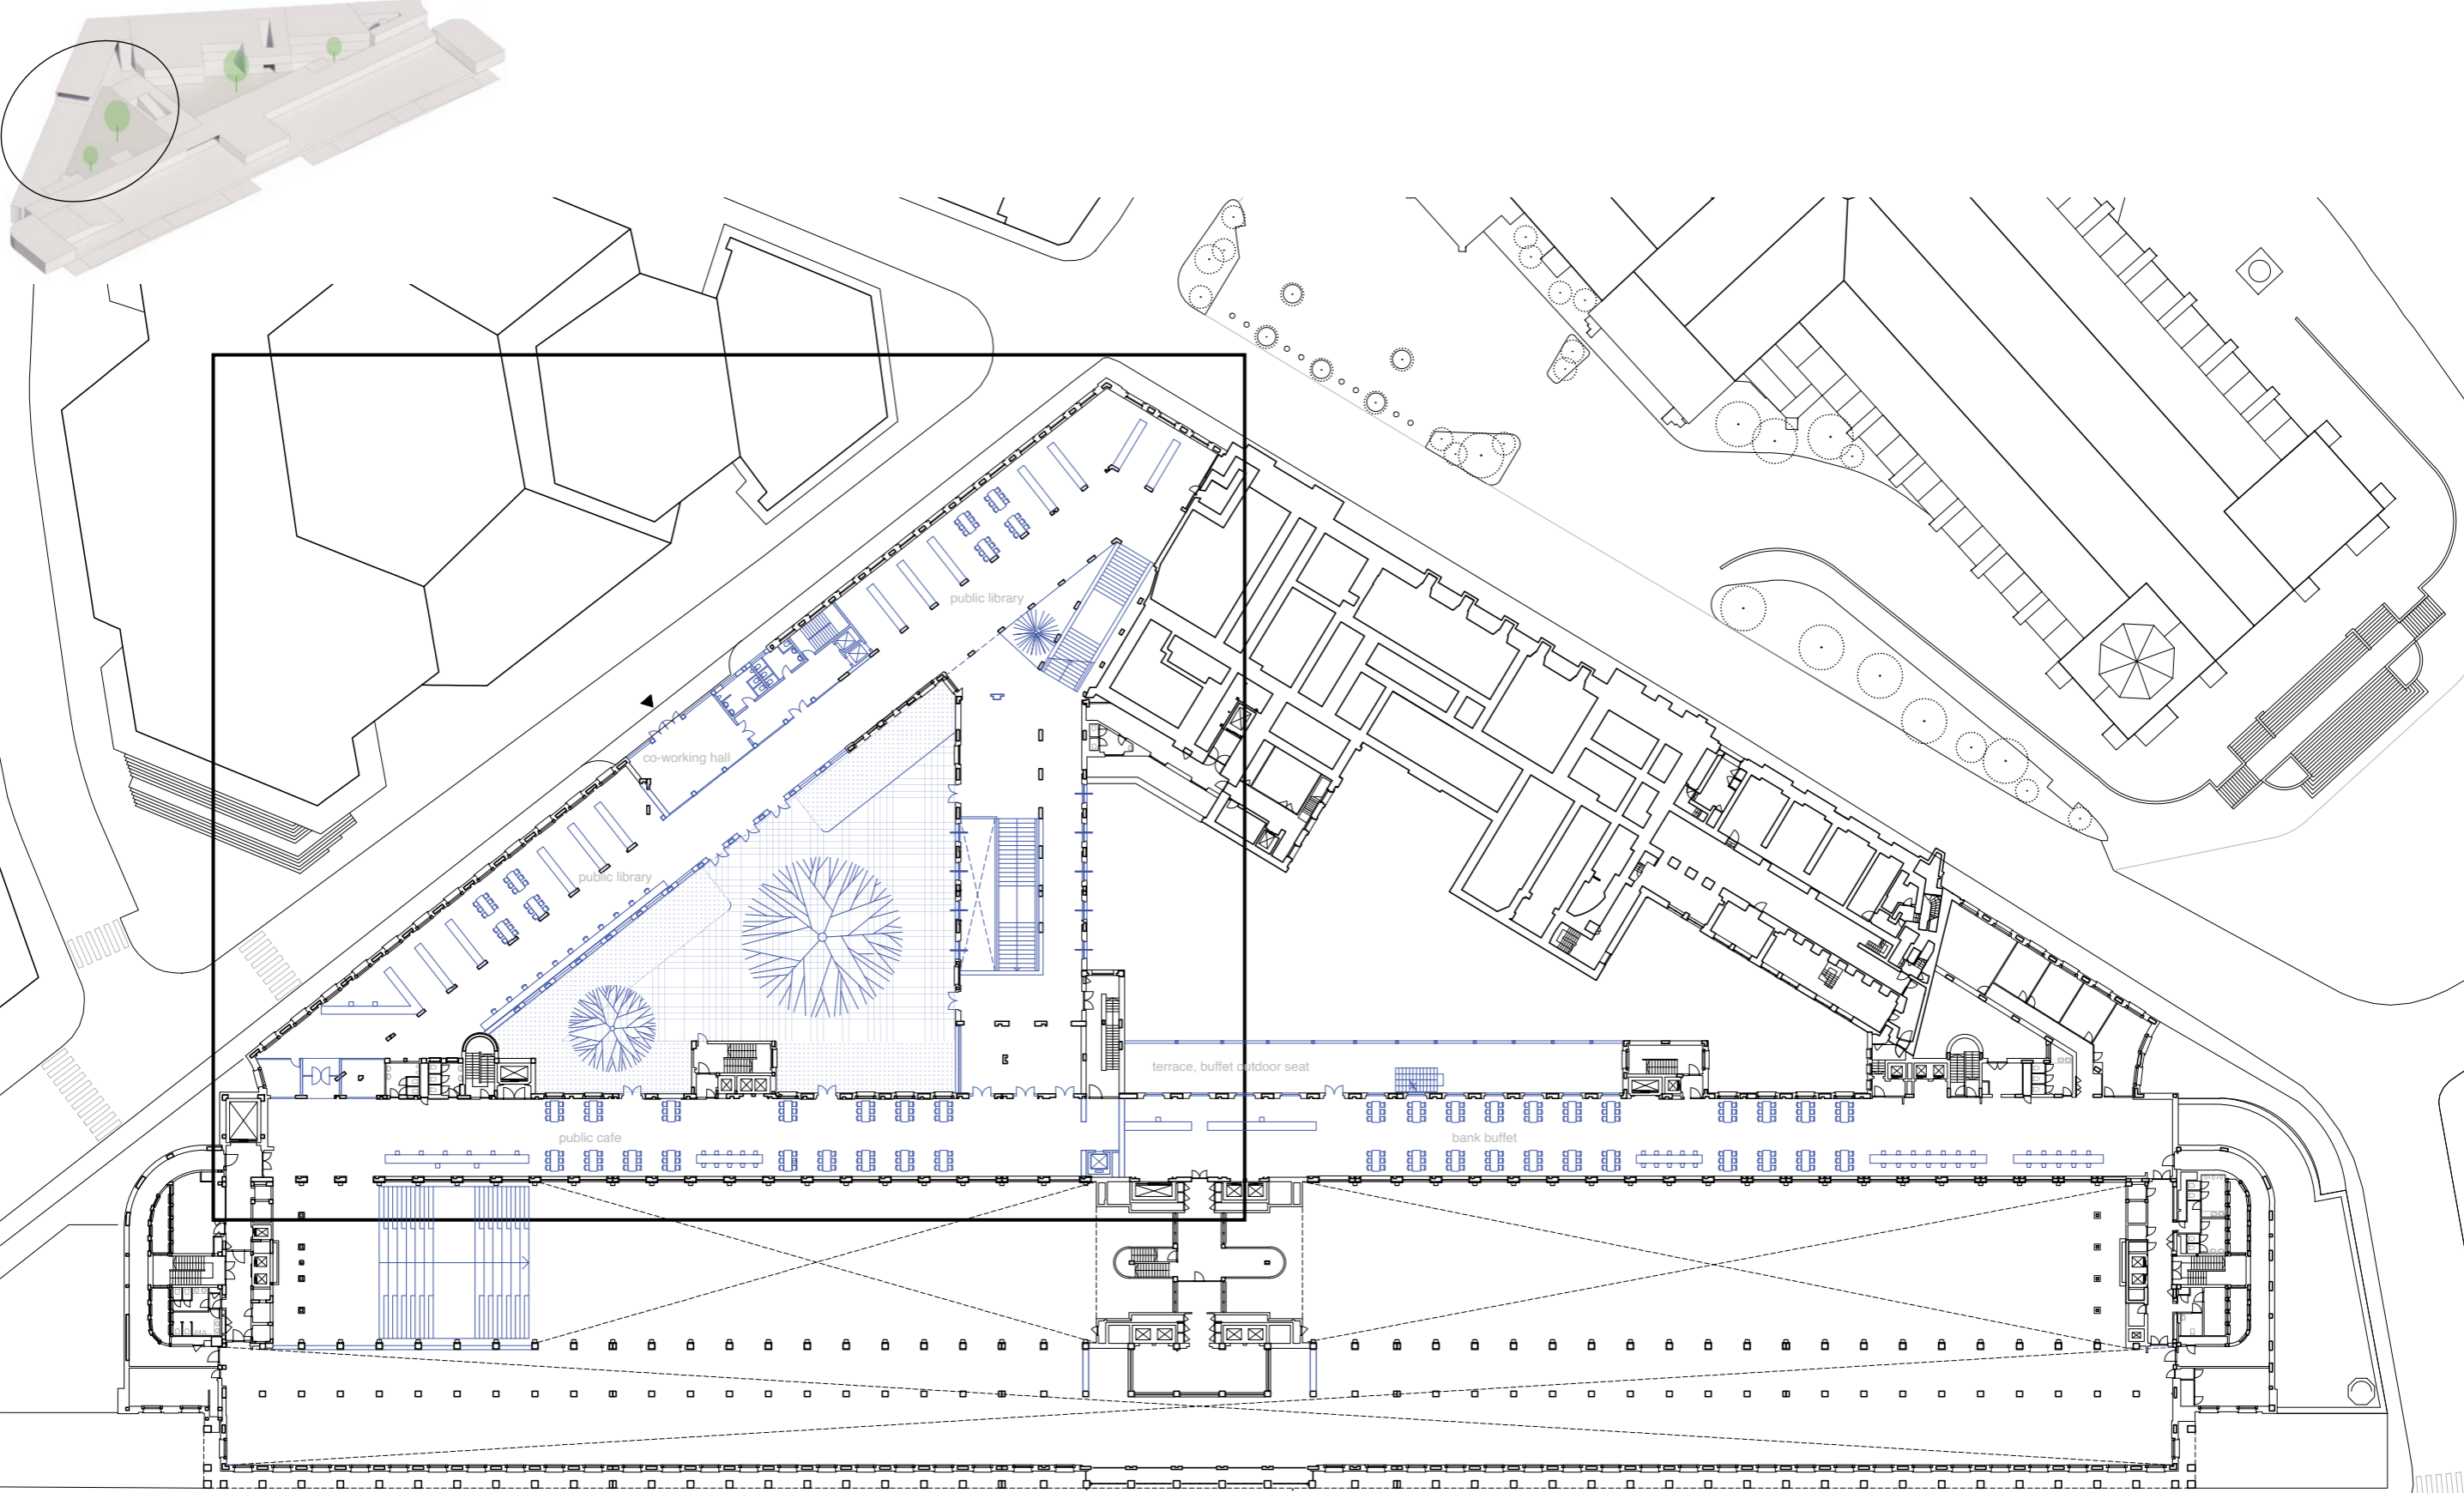 public library
co-working hall
public library
terrace, buffet outdoor seat
public cafe
bank buffet